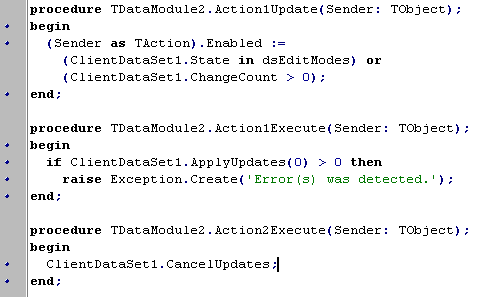 procedure TDataModule2.Action1Update(Sender: TObject);
begin
  (Sender as TAction).Enabled :=
    (ClientDataSet1.State in dsEditModes) or
    (ClientDataSet1.ChangeCount > 0);
end;

procedure TDataModule2.Action1Execute(Sender: TObject);
begin
  if ClientDataSet1.ApplyUpdates(0) > 0 then
    raise Exception.Create('Error(s) was detected.');
end;

procedure TDataModule2.Action2Execute(Sender: TObject);
begin
  ClientDataSet1.CancelUpdates;
end;